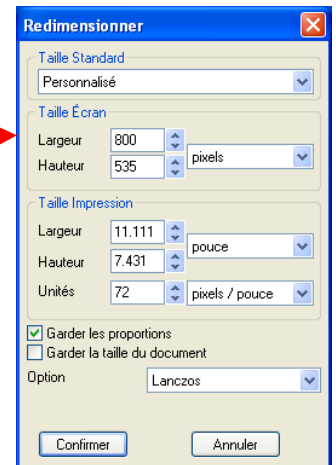 Redimensionner
Taille Standard
Personnalisé
Taille Écran
Largeur 800
pixels
Hauteur 535
Taille Impression
Largeur 11.111
pouce
Hauteur 7.431
Unités 72 pixels / pouce
Garder les proportions
Garder la taille du document
Option Lanczos
Confirmer Annuler